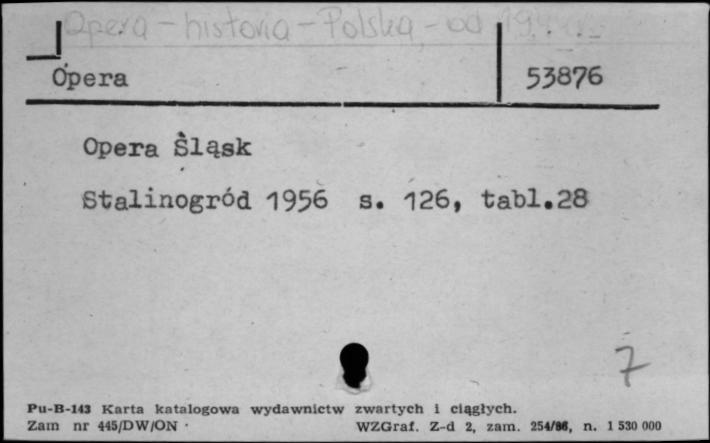 Opera - historia - Polska - od
Opera 53876
Opera Śląsk
Stalinogród 1956 s. 126, tabl.28
7
Pu-B-143 Karta katalogowa wydawnictw zwartych i ciągłych.
Zam nr 445/DW/ON WZGraf. Z-d 2, zam. 254/86, n. 1 530 000